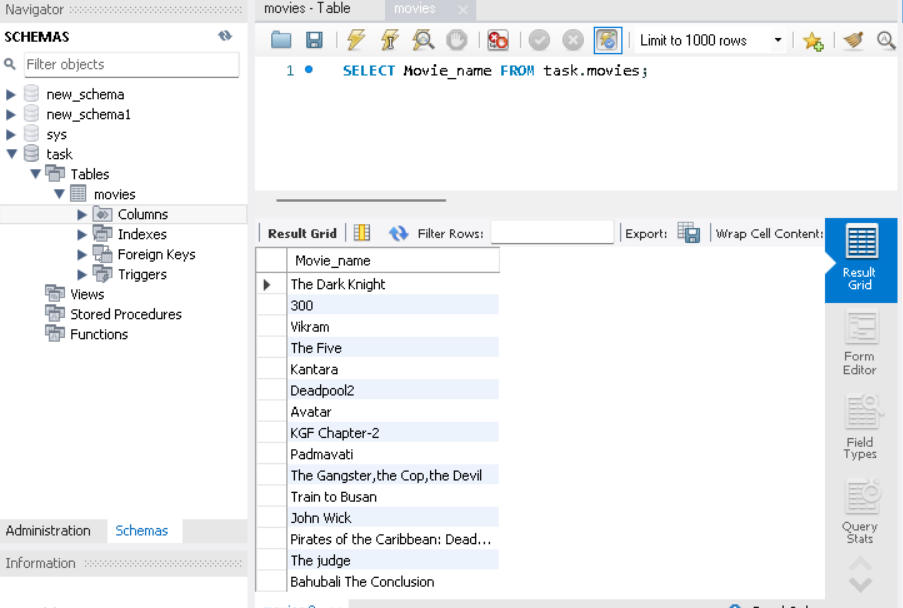 Navigator
movies - Table
movies
SCHEMAS
Filter objects
Limit to 1000 rows
1
SELECT Movie_name FROM task.movies;
new_schema
new_schema1
sys
task
Tables
movies
Columns
Indexes
Foreign Keys
Triggers
Views
Stored Procedures
Functions
Result Grid
Filter Rows:
Export:
Wrap Cell Content:
Movie_name
The Dark Knight
300
Vikram
The Five
Kantara
Deadpool2
Avatar
KGF Chapter-2
Padmavati
The Gangster,the Cop,the Devil
Train to Busan
John Wick
Pirates of the Caribbean: Dead...
The judge
Bahubali The Conclusion
Result
Grid
Form
Editor
Field
Types
Query
Stats
Administration
Schemas
Information